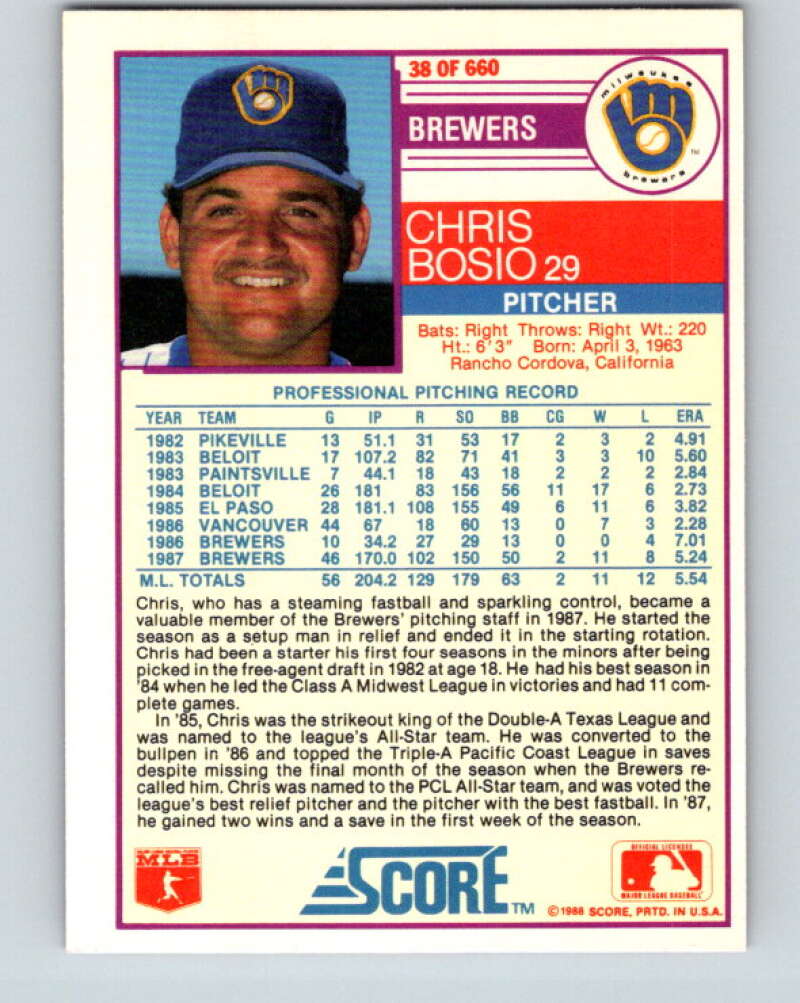 38 OF 660
BREWERS
milwaukee
brewers
TM
CHRIS
BOSIO 29
PITCHER
Bats: Right Throws: Right Wt.: 220
Ht.: 6'3" Born: April 3, 1963
Rancho Cordova, California
PROFESSIONAL PITCHING RECORD
YEAR TEAM G IP R SO BB CG W L ERA
1982 PIKEVILLE 13 51.1 31 53 17 2 3 2 4.91
1983 BELOIT 17 107.2 82 71 41 3 3 10 5.60
1983 PAINTSVILLE 7 44.1 18 43 18 2 2 2 2.84
1984 BELOIT 26 181 83 156 56 11 17 6 2.73
1985 EL PASO 28 181.1 108 155 49 6 11 6 3.82
1986 VANCOUVER 44 67 18 60 13 0 7 3 2.28
1986 BREWERS 10 34.2 27 29 13 0 0 4 7.01
1987 BREWERS 46 170.0 102 150 50 2 11 8 5.24
M.L. TOTALS 56 204.2 129 179 63 2 11 12 5.54
Chris, who has a steaming fastball and sparkling control, became a
valuable member of the Brewers' pitching staff in 1987. He started the
season as a setup man in relief and ended it in the starting rotation.
Chris had been a starter his first four seasons in the minors after being
picked in the free-agent draft in 1982 at age 18. He had his best season in
'84 when he led the Class A Midwest League in victories and had 11 com-
plete games.
In '85, Chris was the strikeout king of the Double-A Texas League and
was named to the league's All-Star team. He was converted to the
bullpen in '86 and topped the Triple-A Pacific Coast League in saves
despite missing the final month of the season when the Brewers re-
called him. Chris was named to the PCL All-Star team, and was voted the
league's best relief pitcher and the pitcher with the best fastball. In '87,
he gained two wins and a save in the first week of the season.
MLB
SCORE TM
OFFICIAL LICENSEE
MAJOR LEAGUE BASEBALL
©1988 SCORE, PRTD. IN U.S.A.